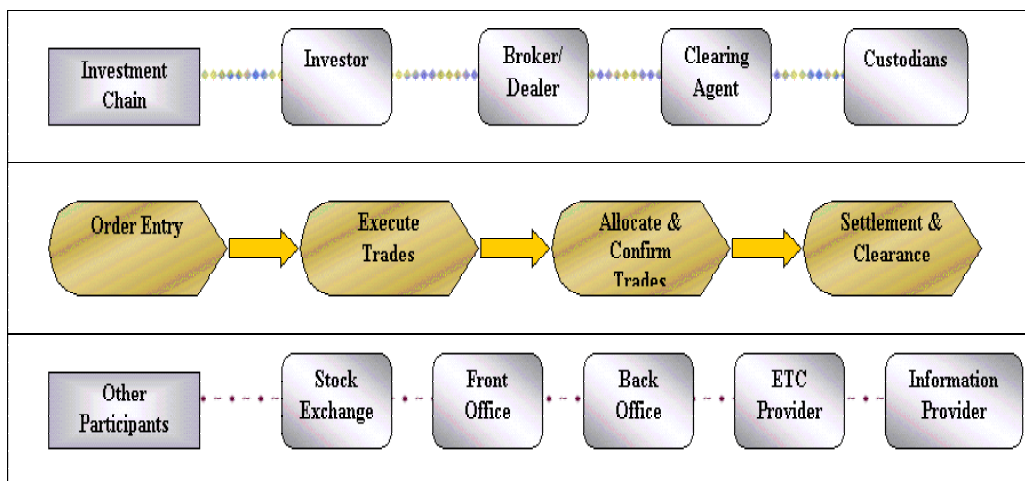 Investment
Chain
Investor
Broker/
Dealer
Clearing
Agent
Custodians
Order Entry
Execute
Trades
Allocate &
Confirm
Trades
Settlement &
Clearance
Other
Participants
Stock
Exchange
Front
Office
Back
Office
ETC
Provider
Information
Provider